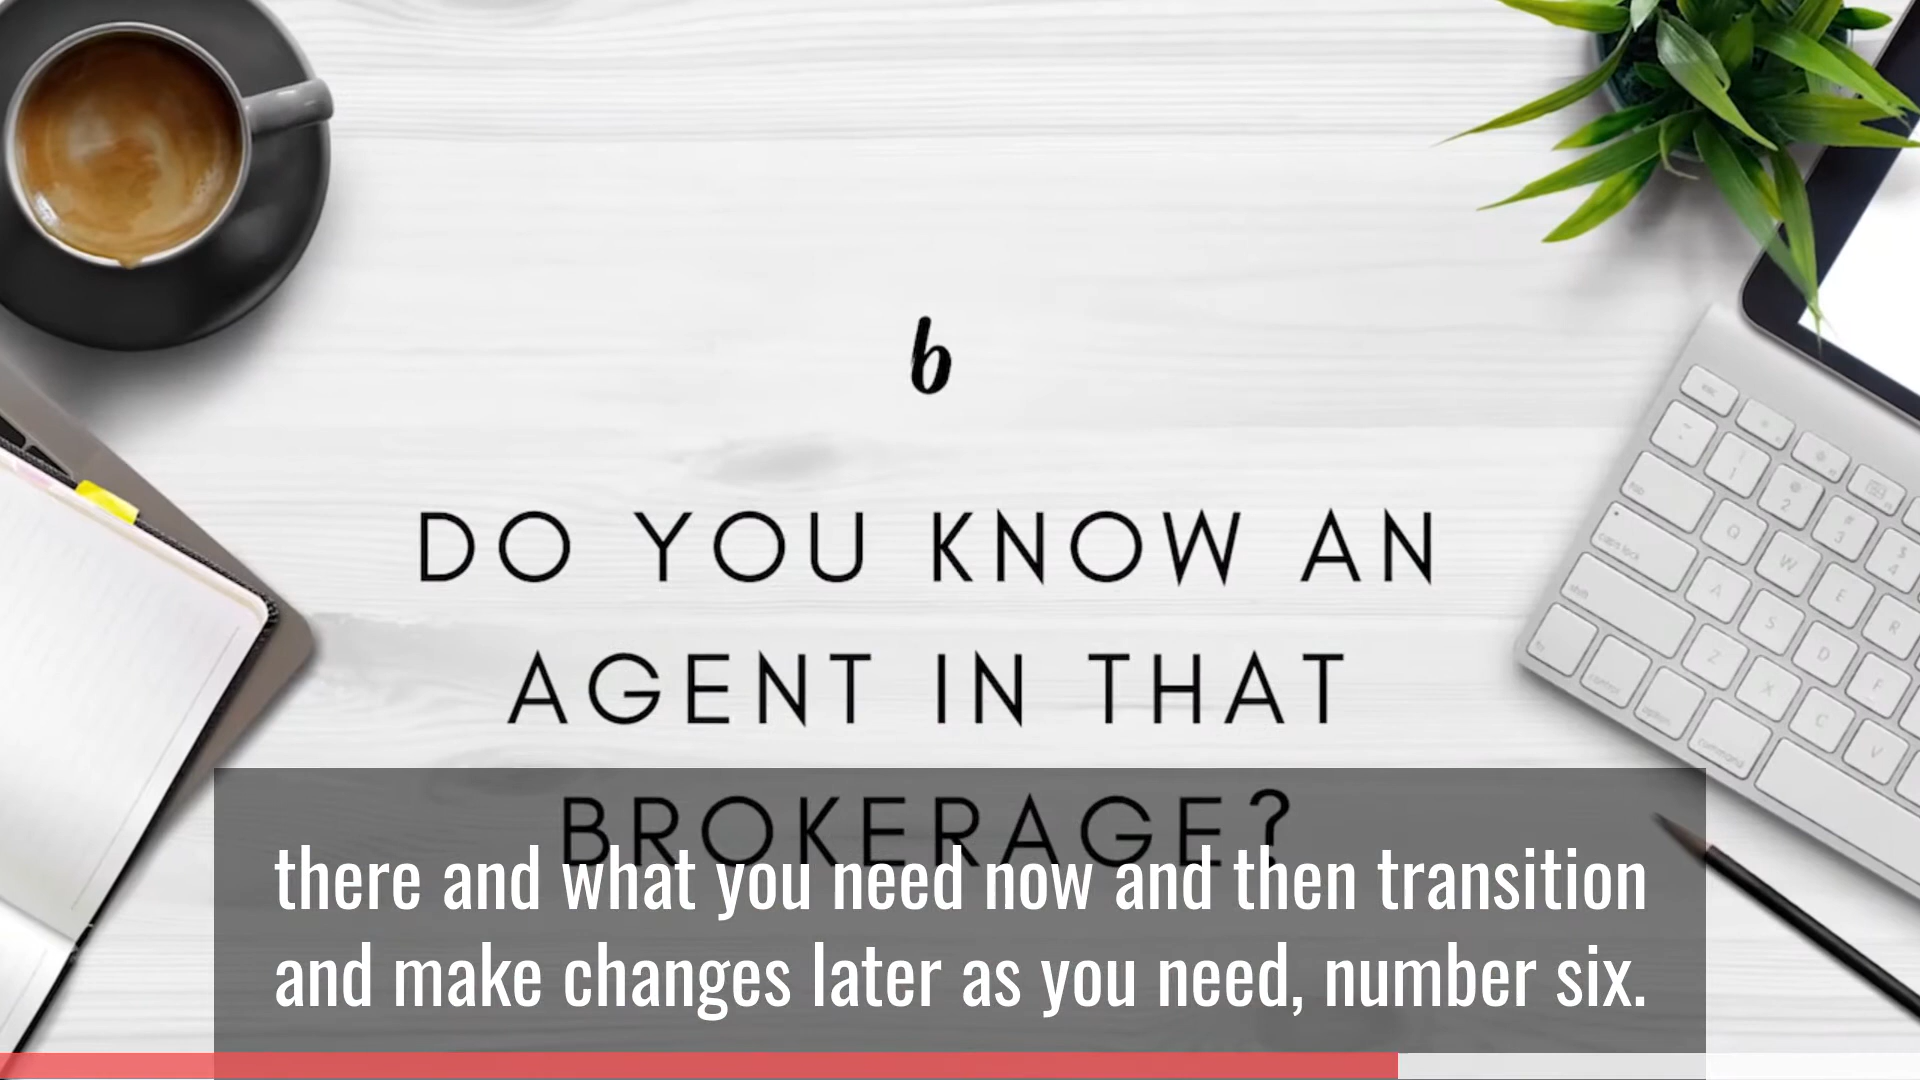 6
DO YOU KNOW AN
AGENT IN THAT
BROKERAGE?
there and what you need now and then transition
and make changes later as you need, number six.